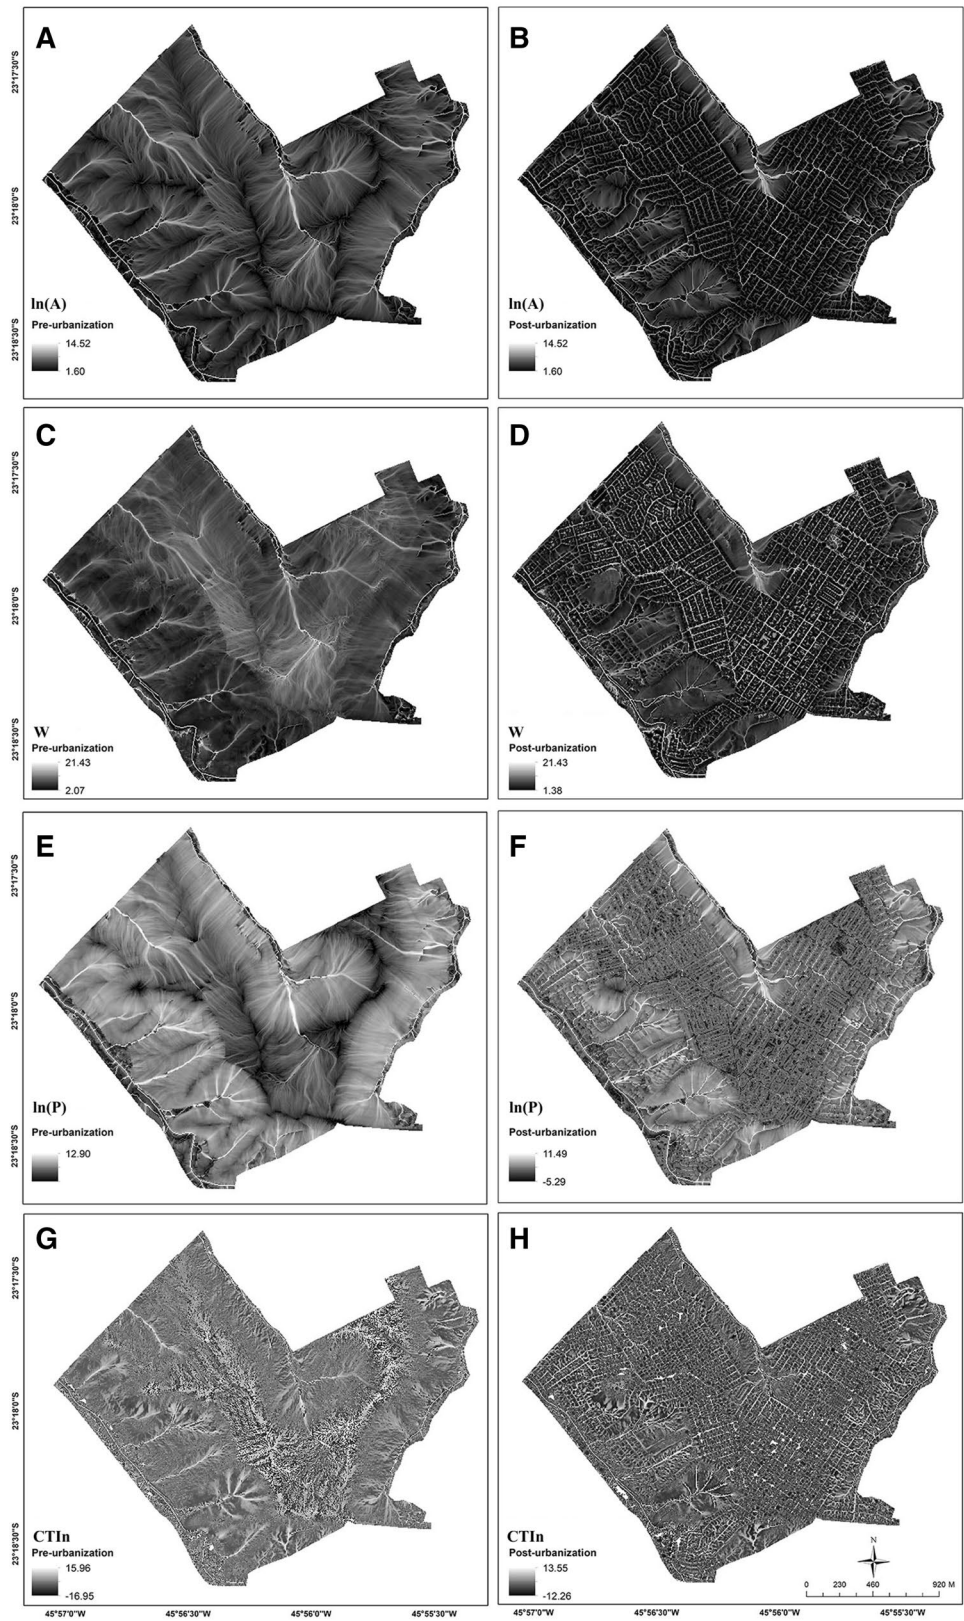 A
23°17'30"S
23°18'0"S
23°18'30"S
ln(A)
Pre-urbanization
14.52
1.60
B
ln(A)
Post-urbanization
14.52
1.60
C
23°17'30"S
23°18'0"S
23°18'30"S
W
Pre-urbanization
21.43
2.07
D
W
Post-urbanization
21.43
1.38
E
23°17'30"S
23°18'0"S
23°18'30"S
ln(P)
Pre-urbanization
12.90
F
ln(P)
Post-urbanization
11.49
-5.29
G
23°17'30"S
23°18'0"S
23°18'30"S
CTIn
Pre-urbanization
15.96
-16.95
H
CTIn
Post-urbanization
13.55
-12.26
N
0 230 460 920 M
45°57'0"W 45°56'30"W 45°56'0"W 45°55'30"W
45°57'0"W 45°56'30"W 45°56'0"W 45°55'30"W